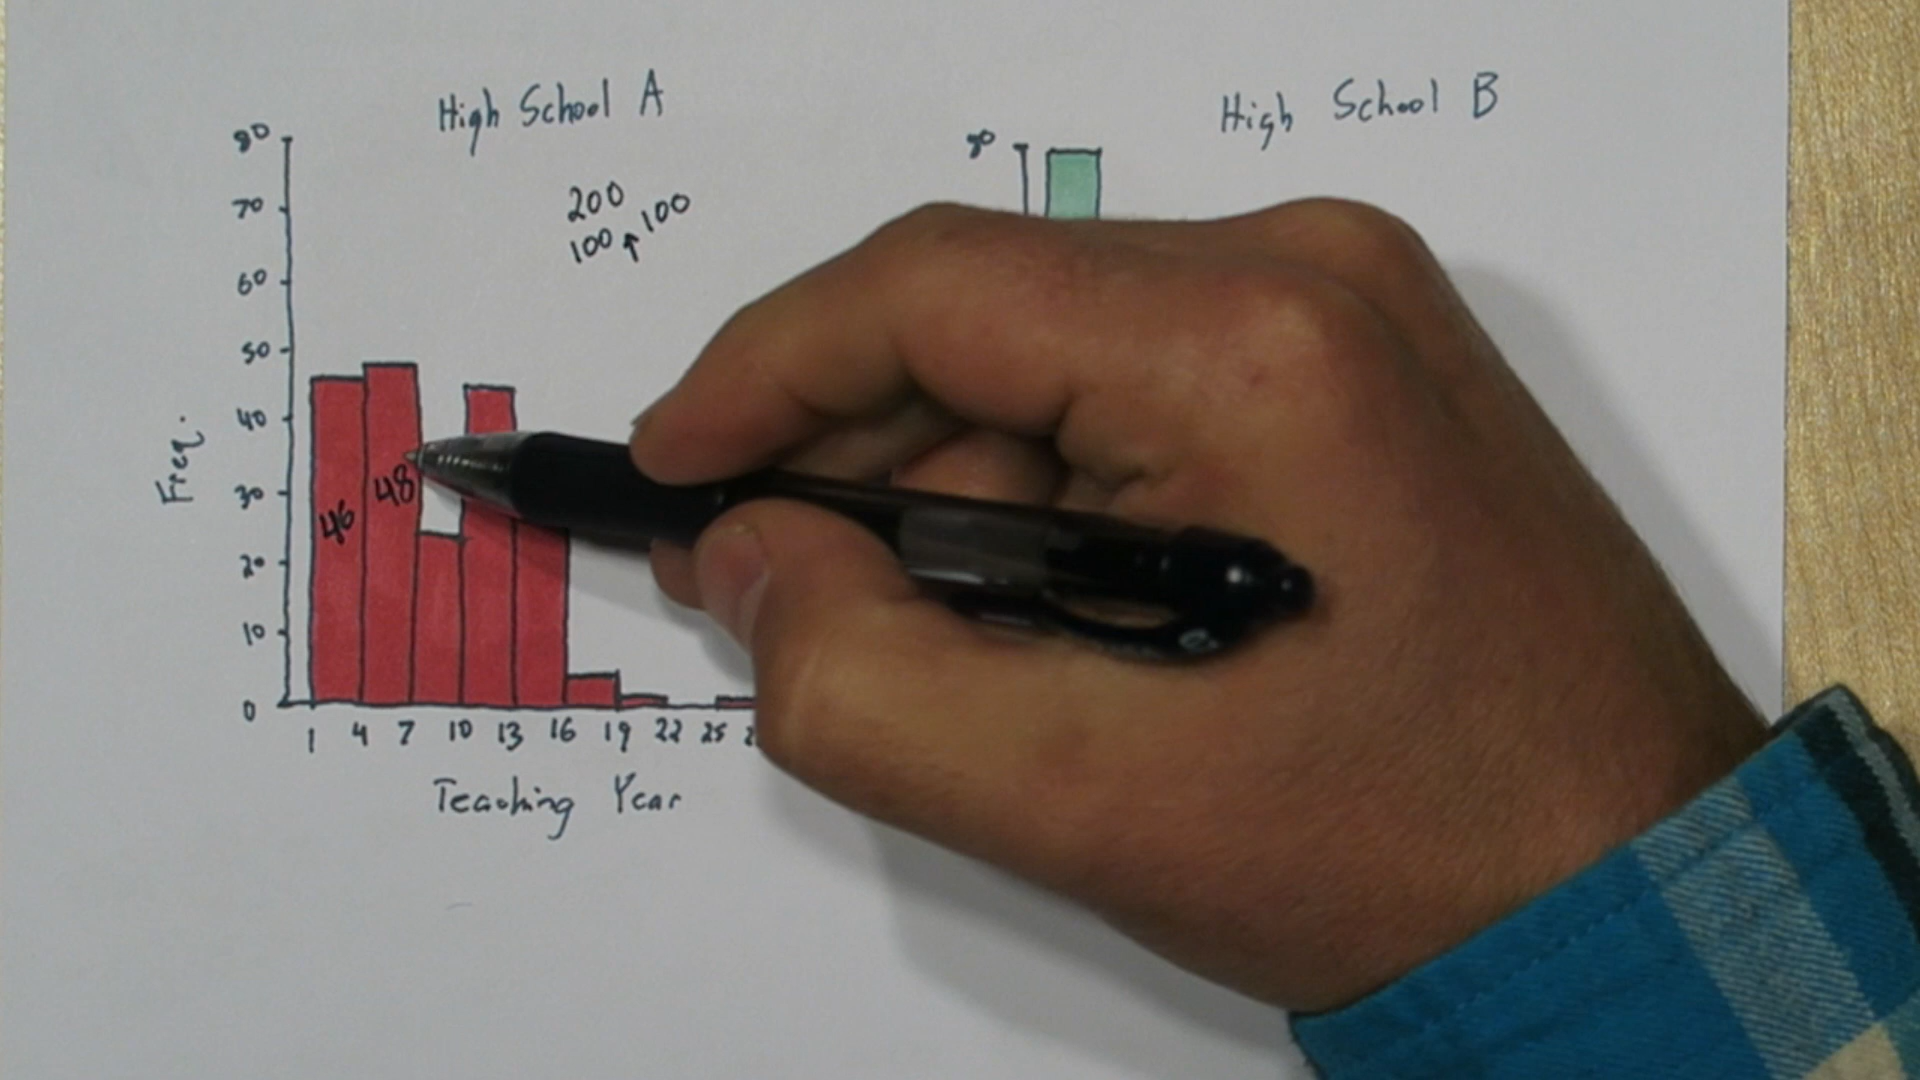 High School A
High School B
80
70
60
50
40
30
20
10
0
Freq.
200
100 ↑ 100
46
48
1 4 7 10 13 16 19 22 25
Teaching Year
80